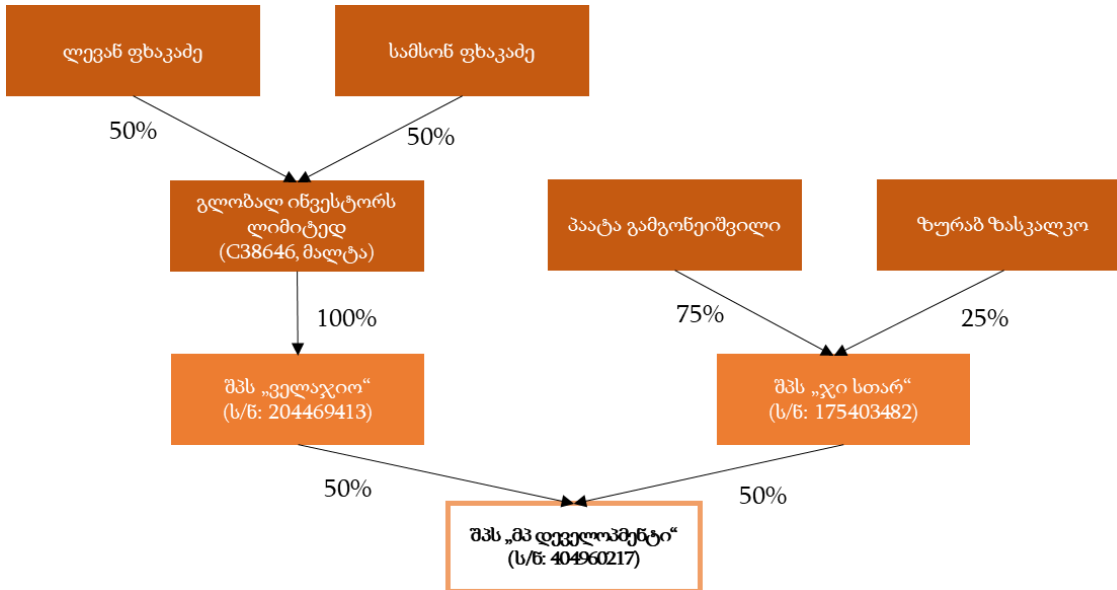 ლევან ფხაკაძე
სამსონ ფხაკაძე
50%
50%
გლობალ ინვესტორს
ლიმიტედ
(C38646, მალტა)
პაატა გამგონეიშვილი
ზურაბ ზასკალკო
100%
75%
25%
შპს „ველაჯიო“
(ს/ნ: 204469413)
შპს „ჯი სთარ“
(ს/ნ: 175403482)
50%
50%
შპს „მპ დეველოპმენტი“
(ს/ნ: 404960217)